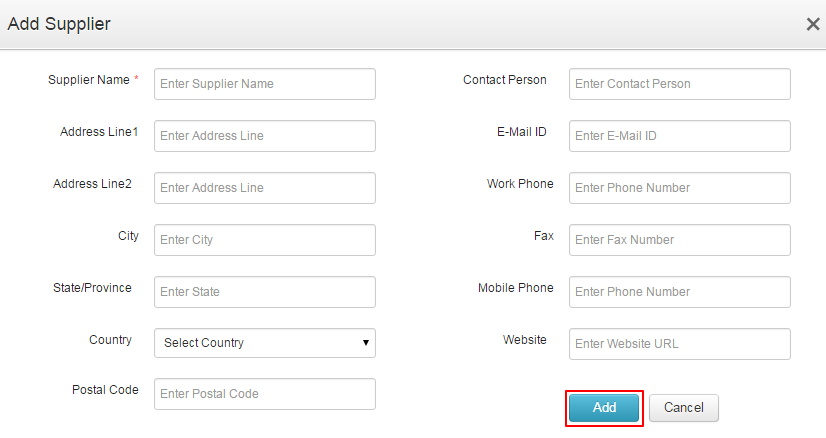 Add Supplier
Supplier Name * Enter Supplier Name Contact Person Enter Contact Person
Address Line1 Enter Address Line E-Mail ID Enter E-Mail ID
Address Line2 Enter Address Line Work Phone Enter Phone Number
City Enter City Fax Enter Fax Number
State/Province Enter State Mobile Phone Enter Phone Number
Country Select Country Website Enter Website URL
Postal Code Enter Postal Code
Add Cancel